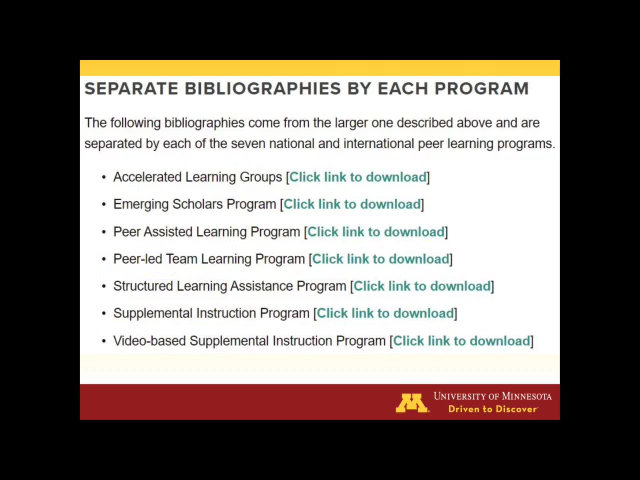 SEPARATE BIBLIOGRAPHIES BY EACH PROGRAM
The following bibliographies come from the larger one described above and are
separated by each of the seven national and international peer learning programs.
• Accelerated Learning Groups [Click link to download]
• Emerging Scholars Program [Click link to download]
• Peer Assisted Learning Program [Click link to download]
• Peer-led Team Learning Program [Click link to download]
• Structured Learning Assistance Program [Click link to download]
• Supplemental Instruction Program [Click link to download]
• Video-based Supplemental Instruction Program [Click link to download]
M
UNIVERSITY OF MINNESOTA
Driven to Discover